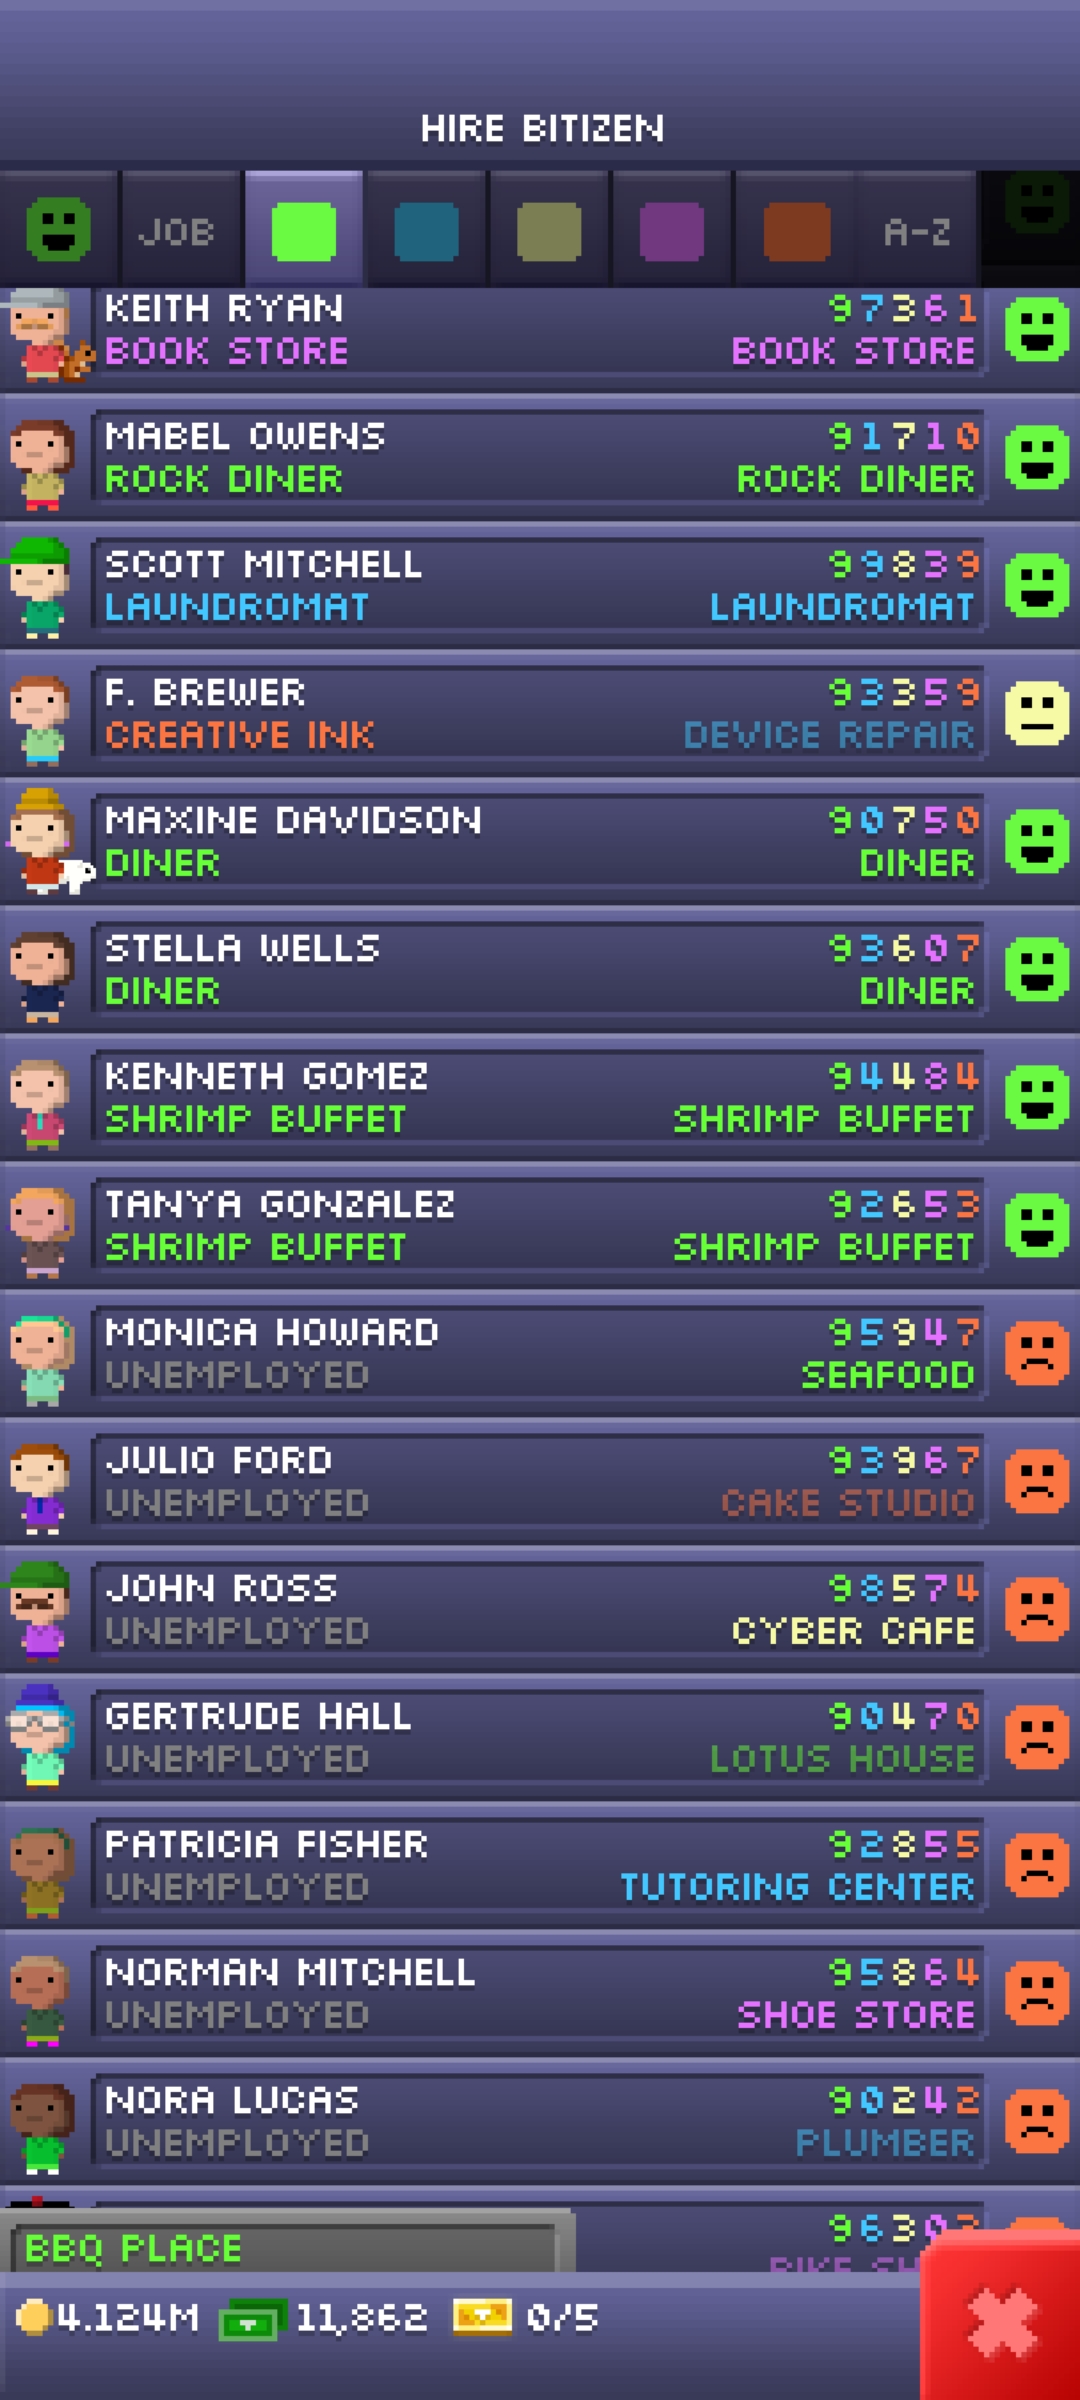 HIRE BITIZEN
JOB A-Z
KEITH RYAN 97361
BOOK STORE BOOK STORE
MABEL OWENS 91710
ROCK DINER ROCK DINER
SCOTT MITCHELL 99839
LAUNDROMAT LAUNDROMAT
F. BREWER 93359
CREATIVE INK DEVICE REPAIR
MAXINE DAVIDSON 90750
DINER DINER
STELLA WELLS 93607
DINER DINER
KENNETH GOMEZ 94484
SHRIMP BUFFET SHRIMP BUFFET
TANYA GONZALEZ 92653
SHRIMP BUFFET SHRIMP BUFFET
MONICA HOWARD 95947
UNEMPLOYED SEAFOOD
JULIO FORD 93967
UNEMPLOYED CAKE STUDIO
JOHN ROSS 98574
UNEMPLOYED CYBER CAFE
GERTRUDE HALL 90470
UNEMPLOYED LOTUS HOUSE
PATRICIA FISHER 92855
UNEMPLOYED TUTORING CENTER
NORMAN MITCHELL 95864
UNEMPLOYED SHOE STORE
NORA LUCAS 90242
UNEMPLOYED PLUMBER
9630
BBQ PLACE BIKE
4.124M 11,862 0/5